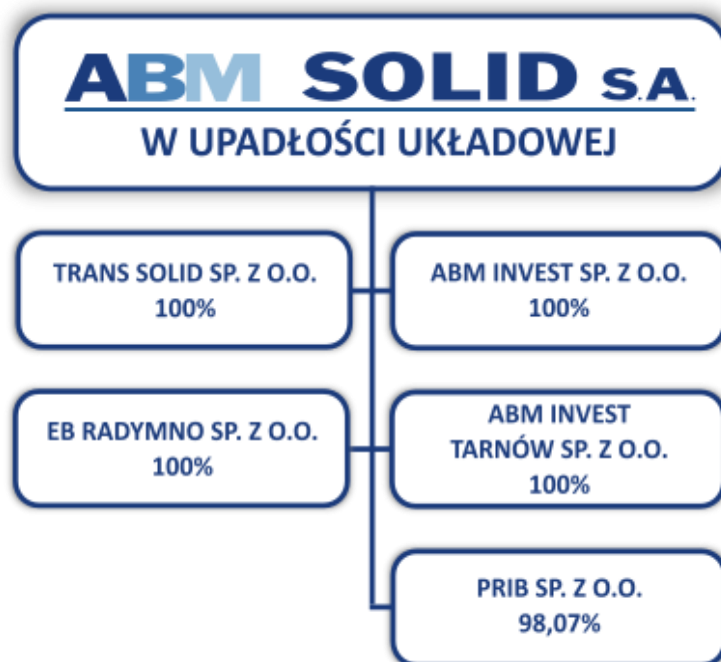 ABM SOLID S.A.
W UPADŁOŚCI UKŁADOWEJ
TRANS SOLID SP. Z O.O.
100%
ABM INVEST SP. Z O.O.
100%
EB RADYMNO SP. Z O.O.
100%
ABM INVEST
TARNÓW SP. Z O.O.
100%
PRIB SP. Z O.O.
98,07%